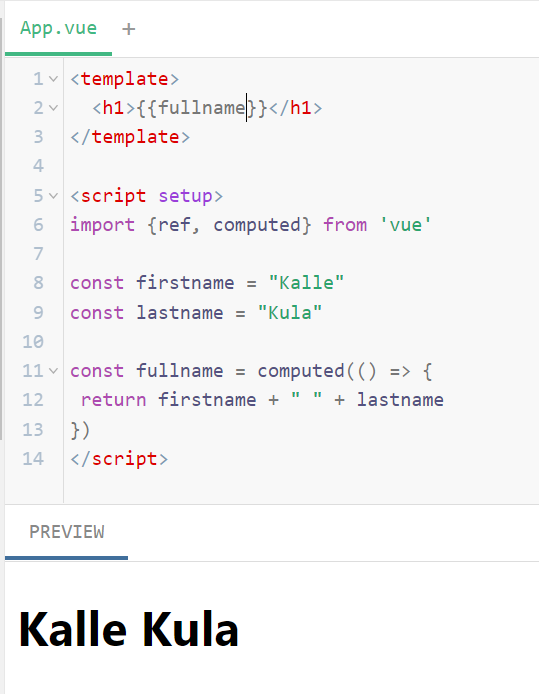 App.vue +
1 <template>
2   <h1>{{fullname}}</h1>
3 </template>
4
5 <script setup>
6 import {ref, computed} from 'vue'
7
8 const firstname = "Kalle"
9 const lastname = "Kula"
10
11 const fullname = computed(() => {
12  return firstname + " " + lastname
13 })
14 </script>
PREVIEW
Kalle Kula